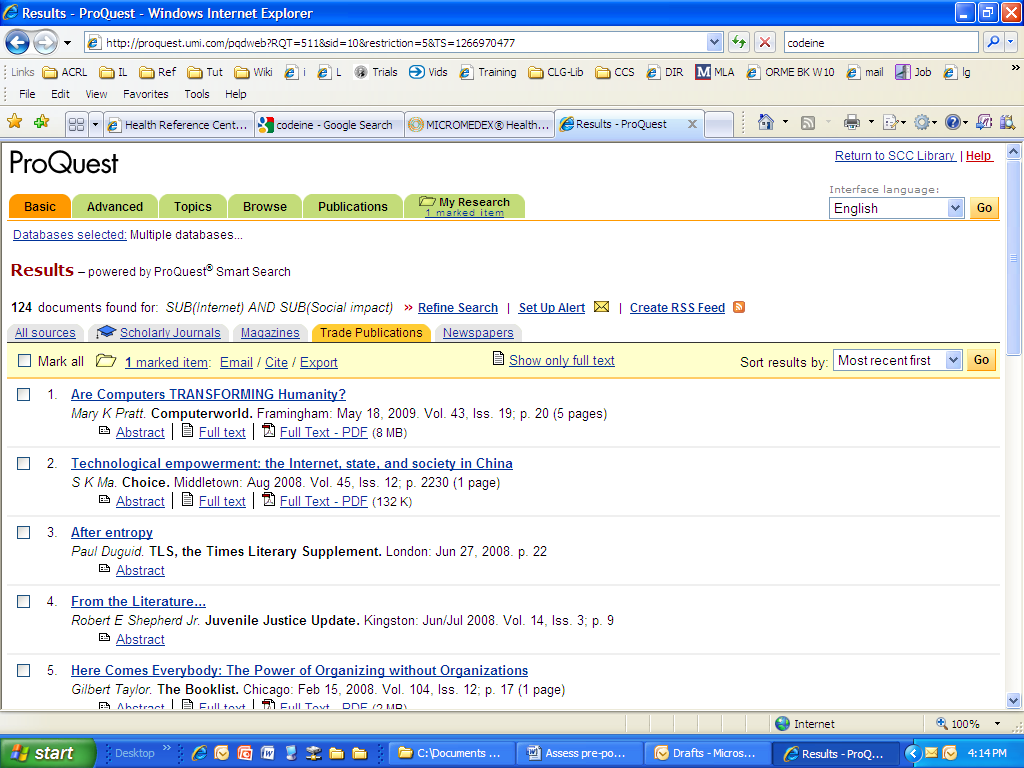 Results - ProQuest - Windows Internet Explorer
http://proquest.umi.com/pqdweb?RQT=511&sid=10&restriction=5&TS=1266970477
codeine
Links ACRL IL Ref Tut Wiki i L Trials Vids Training CLG-Lib CCS DIR MLA ORME BK W10 mail Job lg
File Edit View Favorites Tools Help
Health Reference Cent... codeine - Google Search MICROMEDEX® Health... Results - ProQuest
ProQuest
Return to SCC Library | Help
Interface language:
English Go
Basic Advanced Topics Browse Publications My Research
1 marked item
Databases selected: Multiple databases...
Results – powered by ProQuest® Smart Search
124 documents found for: SUB(Internet) AND SUB(Social impact) » Refine Search | Set Up Alert | Create RSS Feed
All sources Scholarly Journals Magazines Trade Publications Newspapers
Mark all 1 marked item: Email / Cite / Export Show only full text Sort results by: Most recent first Go
1. Are Computers TRANSFORMING Humanity?
Mary K Pratt. Computerworld. Framingham: May 18, 2009. Vol. 43, Iss. 19; p. 20 (5 pages)
Abstract | Full text | Full Text - PDF (8 MB)
2. Technological empowerment: the Internet, state, and society in China
S K Ma. Choice. Middletown: Aug 2008. Vol. 45, Iss. 12; p. 2230 (1 page)
Abstract | Full text | Full Text - PDF (132 K)
3. After entropy
Paul Duguid. TLS, the Times Literary Supplement. London: Jun 27, 2008. p. 22
Abstract
4. From the Literature...
Robert E Shepherd Jr. Juvenile Justice Update. Kingston: Jun/Jul 2008. Vol. 14, Iss. 3; p. 9
Abstract
5. Here Comes Everybody: The Power of Organizing without Organizations
Gilbert Taylor. The Booklist. Chicago: Feb 15, 2008. Vol. 104, Iss. 12; p. 17 (1 page)
Abstract | Full text | Full Text - PDF (2 MB)
Internet 100%
start Desktop C:\Documents ... Assess pre-po... Drafts - Micros... Results - ProQ... 4:14 PM